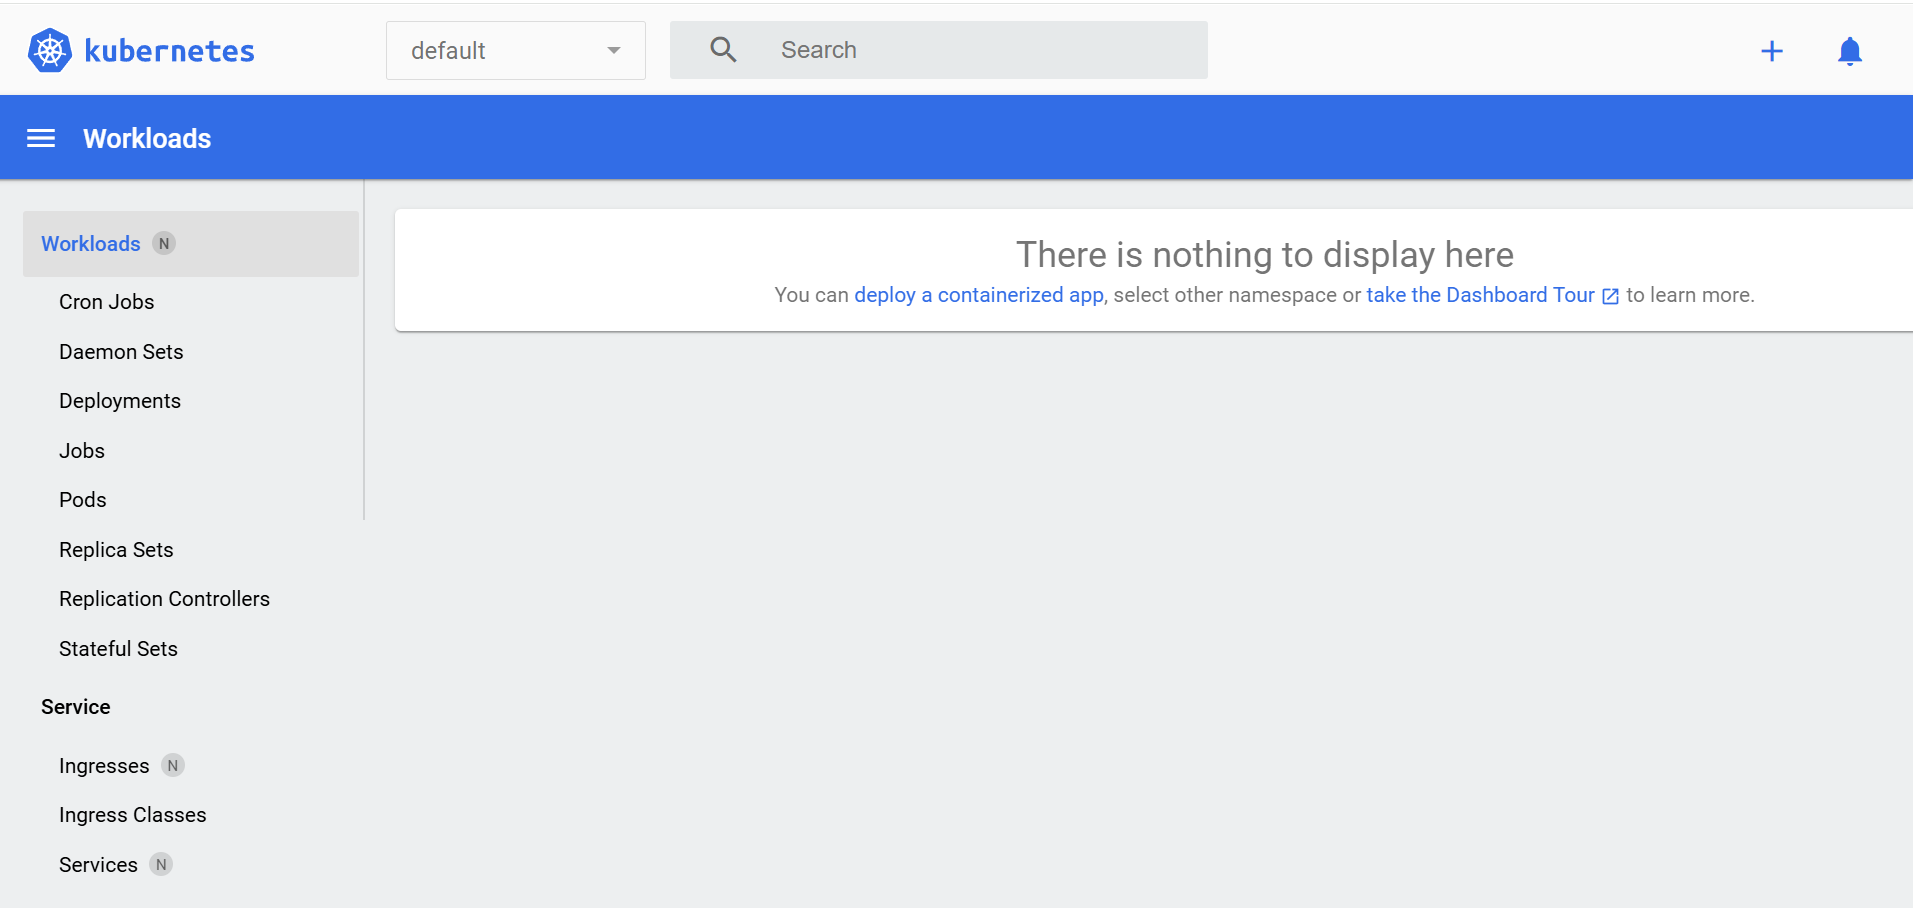 kubernetes
default
Search
Workloads
Workloads N
Cron Jobs
Daemon Sets
Deployments
Jobs
Pods
Replica Sets
Replication Controllers
Stateful Sets
Service
Ingresses N
Ingress Classes
Services N
There is nothing to display here
You can deploy a containerized app, select other namespace or take the Dashboard Tour to learn more.